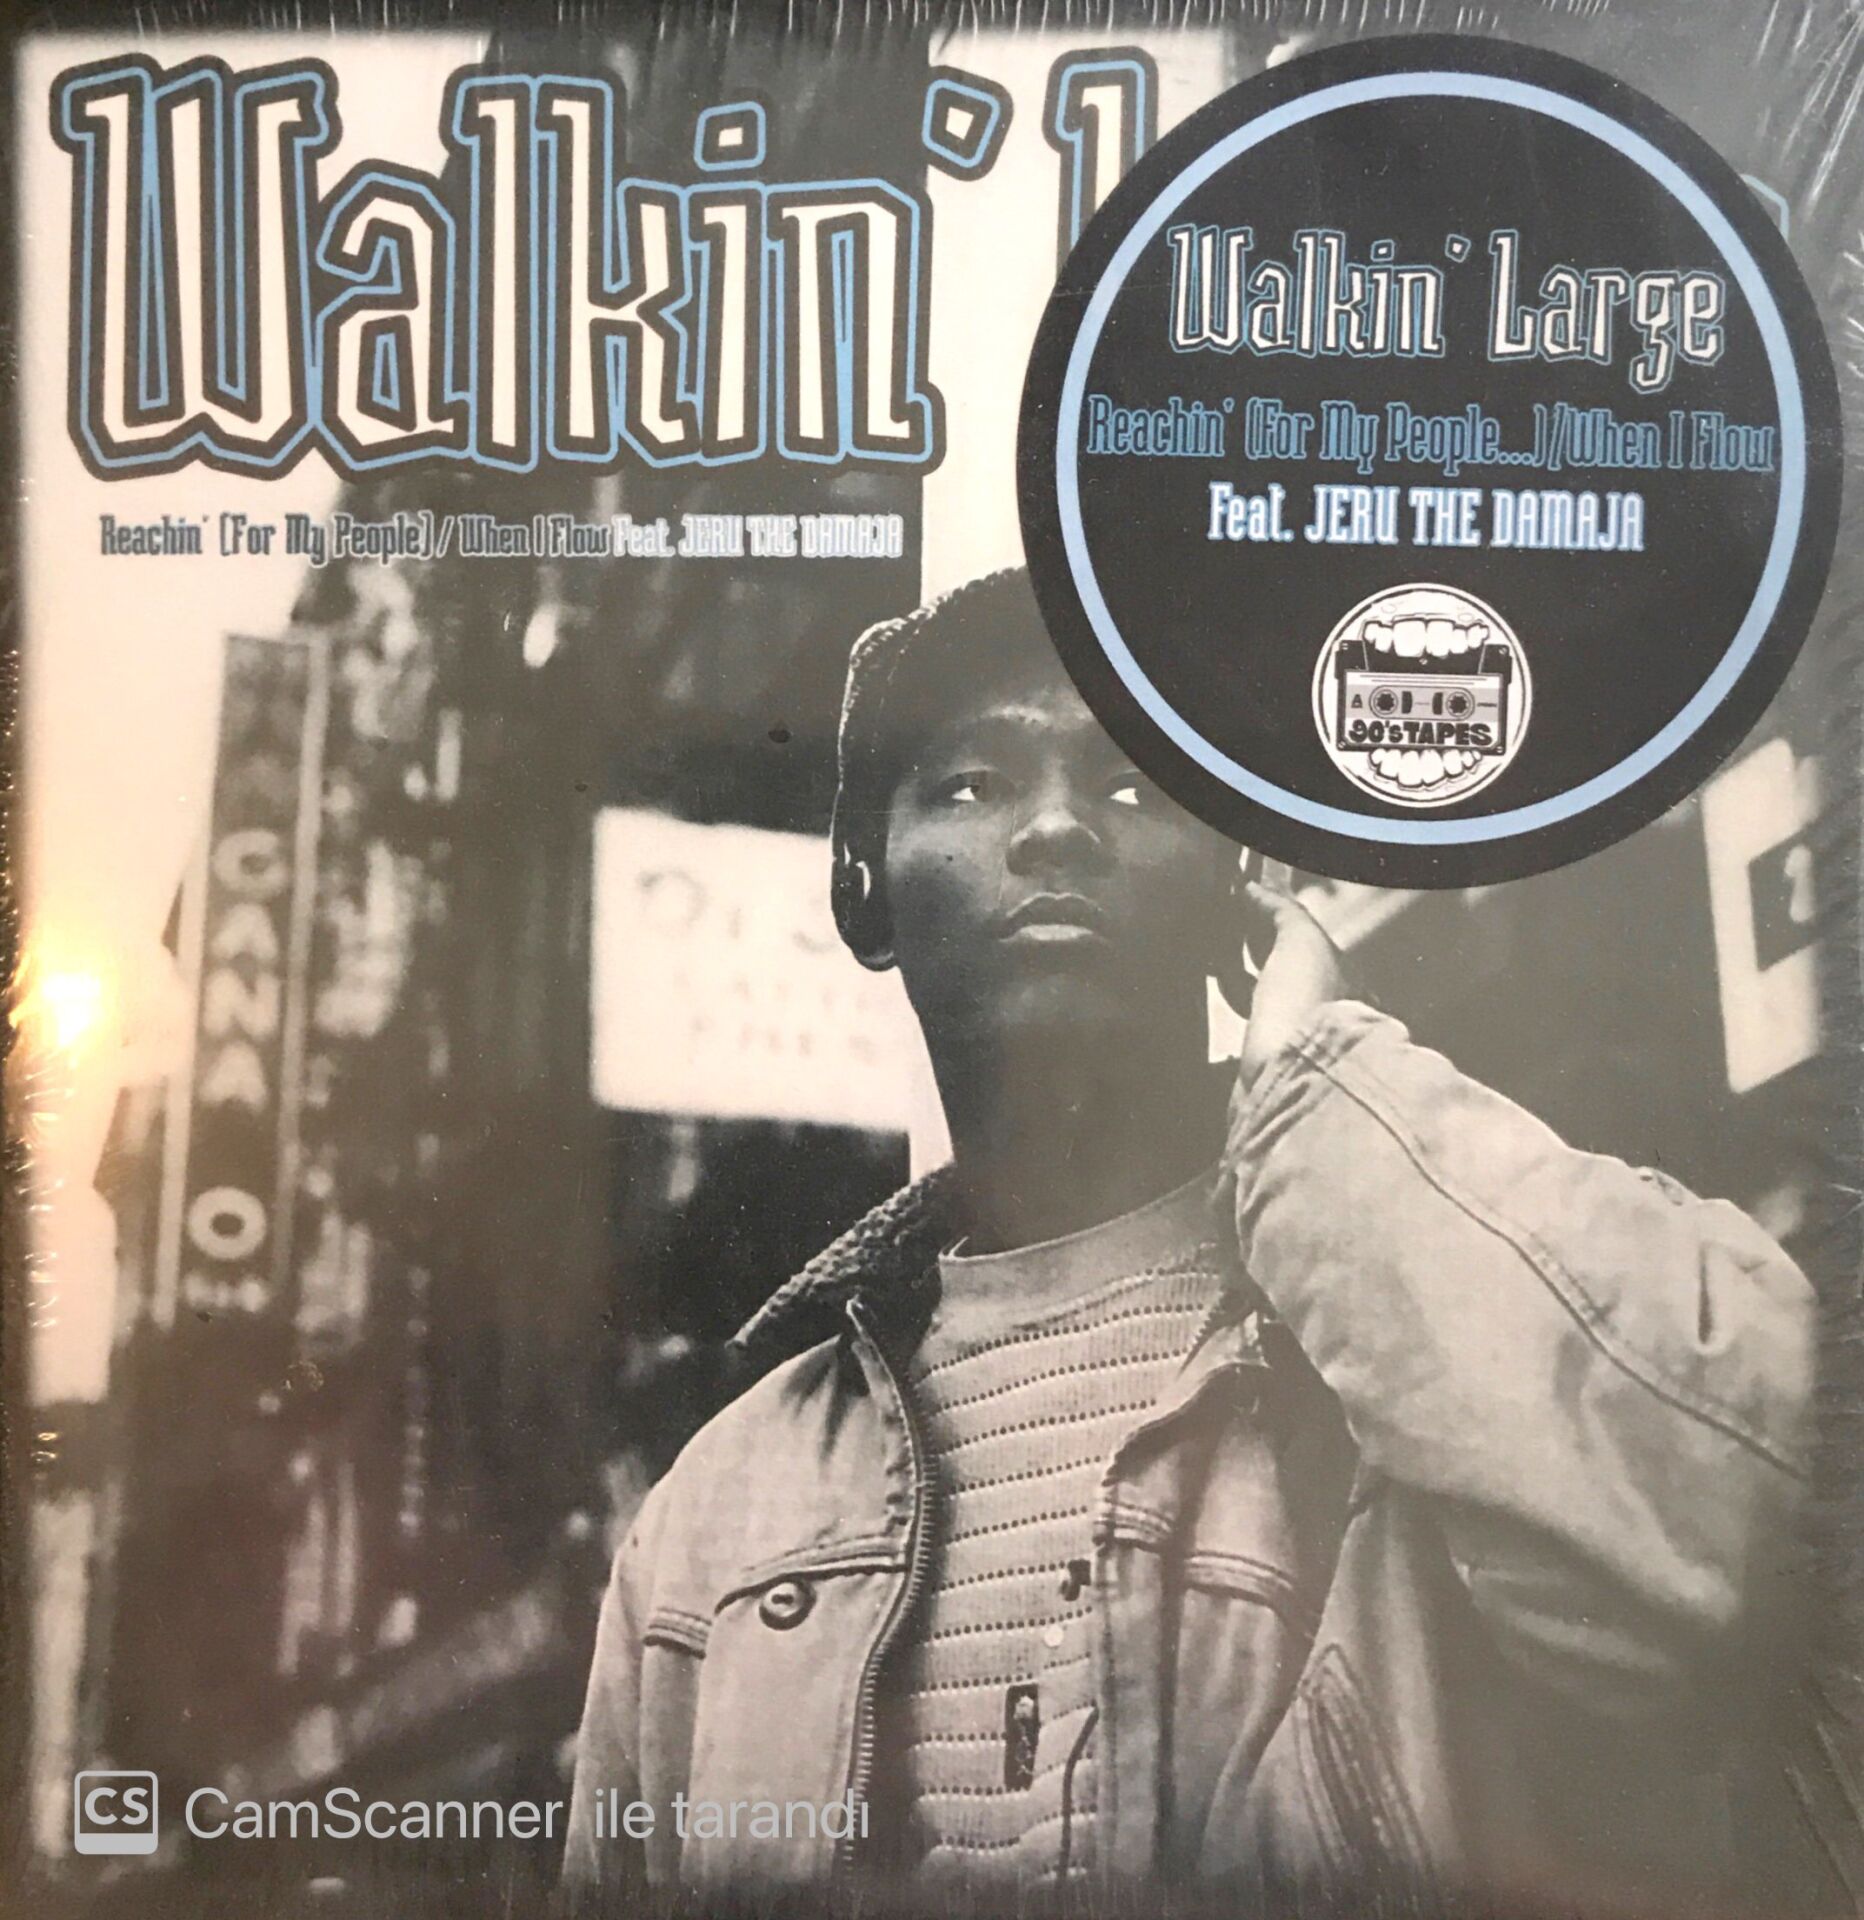 Walkin' L
Reachin' (For My People) / When I Flow Feat. JERU THE DAMAJA
Walkin' Large
Reachin' (For My People...)/When I Flow
Feat. JERU THE DAMAJA
A
90'S TAPES
CANA
O
CS CamScanner ile tarandı